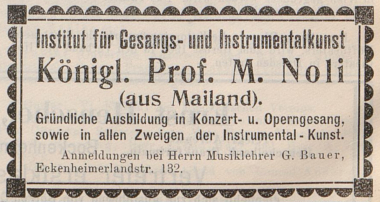 Institut für Gesangs- und Instrumentalkunst
Königl. Prof. M. Noli
(aus Mailand).
Gründliche Ausbildung in Konzert- u. Operngesang,
sowie in allen Zweigen der Instrumental-Kunst.
Anmeldungen bei Herrn Musiklehrer G. Bauer,
Eckenheimerlandstr. 132.